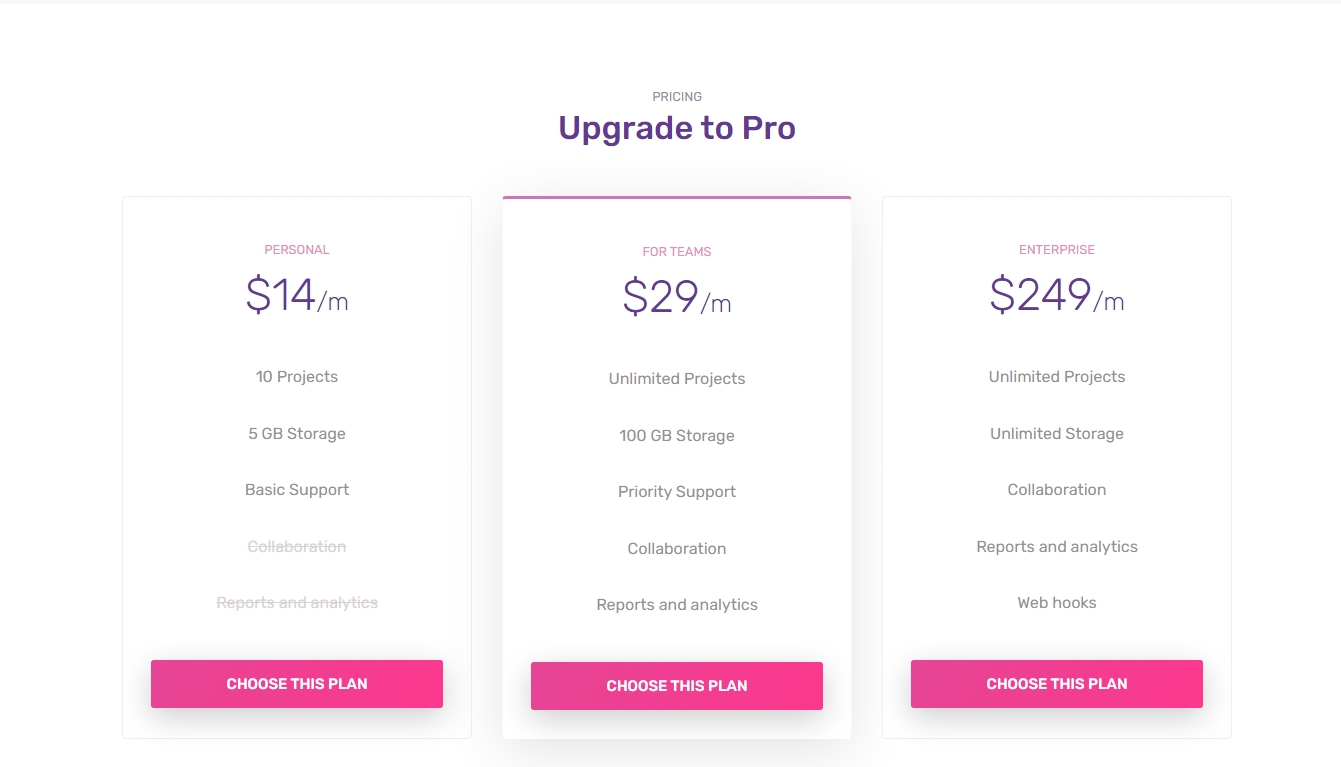 PRICING
Upgrade to Pro
PERSONAL
$14/m
10 Projects
5 GB Storage
Basic Support
Collaboration
Reports and analytics
CHOOSE THIS PLAN
FOR TEAMS
$29/m
Unlimited Projects
100 GB Storage
Priority Support
Collaboration
Reports and analytics
CHOOSE THIS PLAN
ENTERPRISE
$249/m
Unlimited Projects
Unlimited Storage
Collaboration
Reports and analytics
Web hooks
CHOOSE THIS PLAN